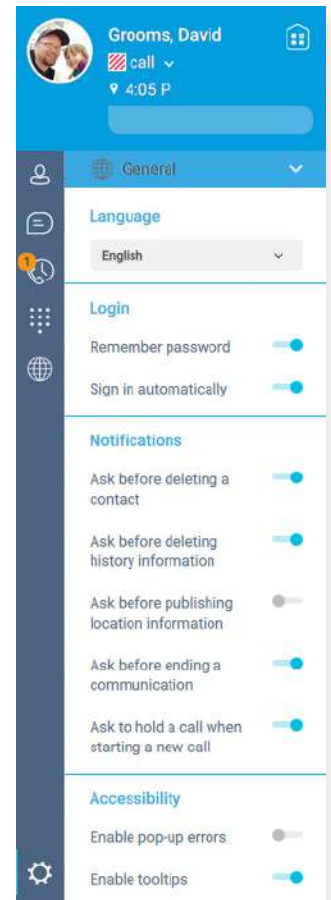 Grooms, David
call
4:05 P
General
Language
English
Login
Remember password
Sign in automatically
1
Notifications
Ask before deleting a
contact
Ask before deleting
history information
Ask before publishing
location information
Ask before ending a
communication
Ask to hold a call when
starting a new call
Accessibility
Enable pop-up errors
Enable tooltips